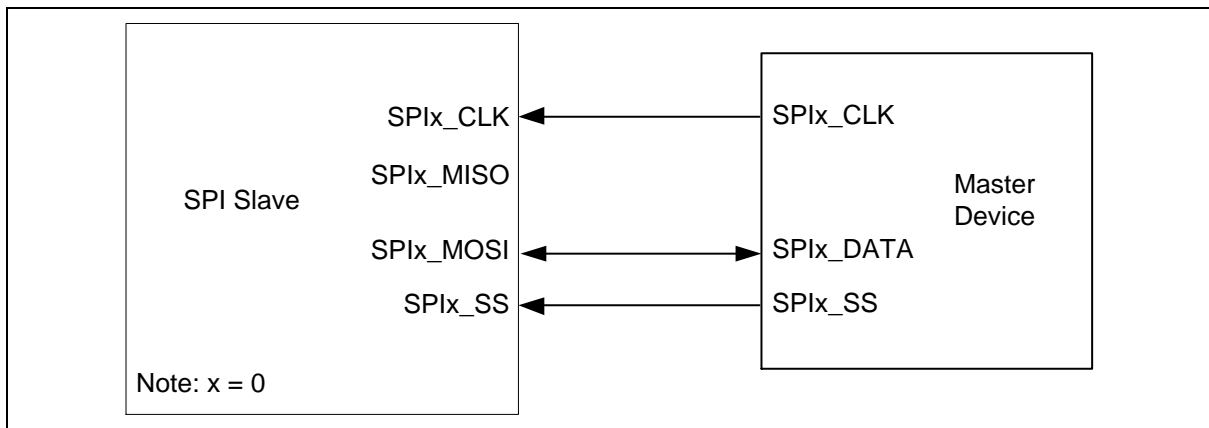 SPIx_CLK
SPIx_MISO
SPI Slave
SPIx_MOSI
SPIx_SS
Note: x = 0
SPIx_CLK
Master
Device
SPIx_DATA
SPIx_SS